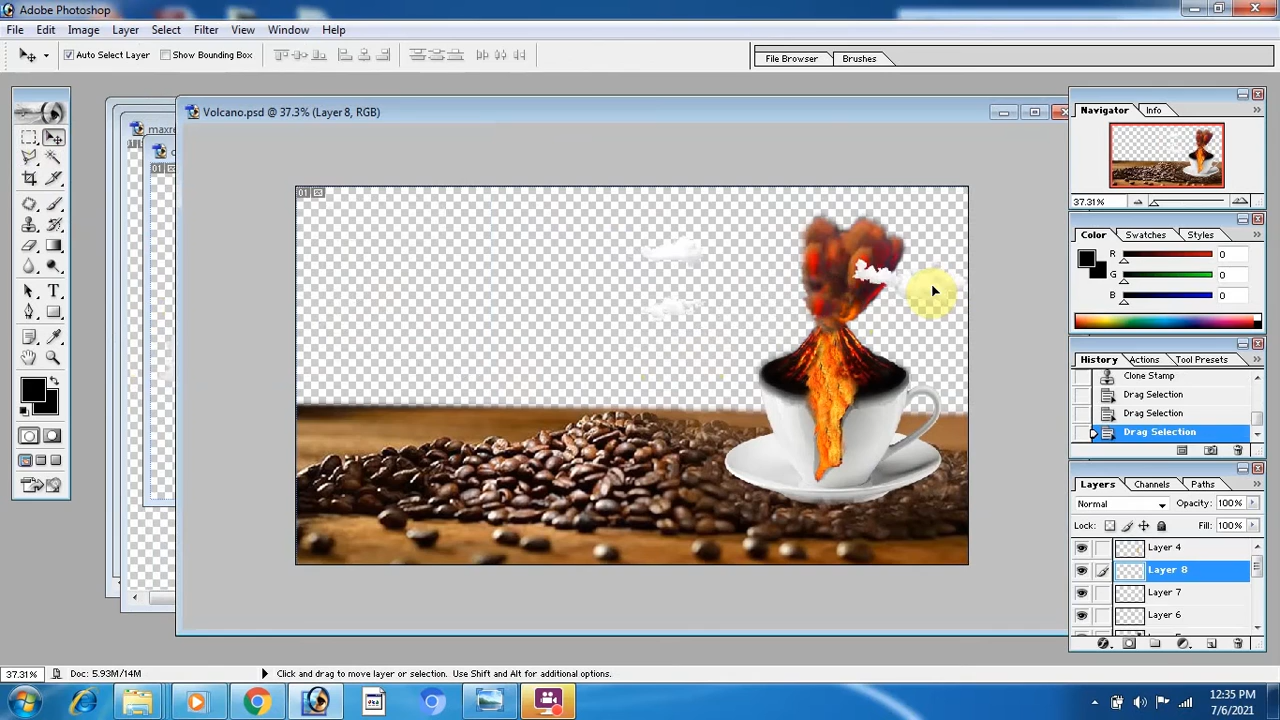 Adobe Photoshop
File Edit Image Layer Select Filter View Window Help
Auto Select Layer Show Bounding Box
File Browser Brushes
Volcano.psd @ 37.3% (Layer 8, RGB)
maxre
01
01
Navigator Info
37.31%
Color Swatches Styles
R 0
G 0
B 0
History Actions Tool Presets
Clone Stamp
Drag Selection
Drag Selection
Drag Selection
Layers Channels Paths
Normal Opacity: 100%
Lock: Fill: 100%
Layer 4
Layer 8
Layer 7
Layer 6
37.31% Doc: 5.93M/14M Click and drag to move layer or selection. Use Shift and Alt for additional options.
12:35 PM
7/6/2021